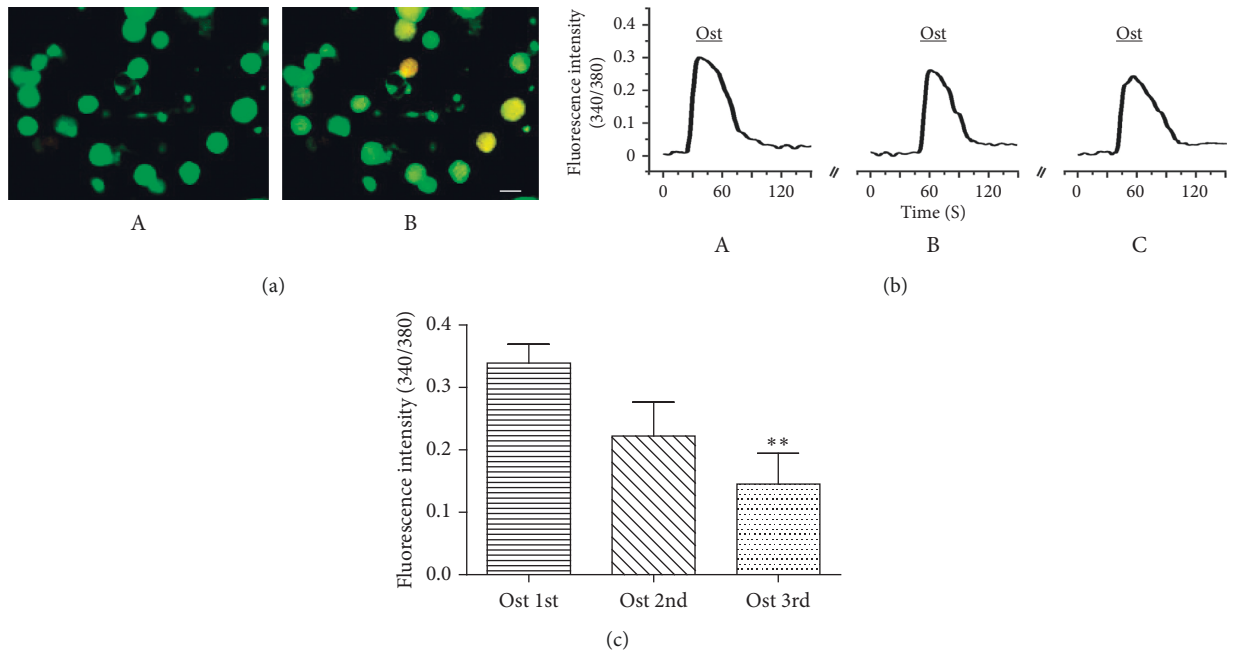 A
B
(a)
Fluorescence intensity
(340/380)
0.4
0.3
0.2
0.1
0
Ost
Ost
Ost
0 60 120
0 60 120
0 60 120
Time (S)
A
B
C
(b)
Fluorescence intensity (340/380)
0.4
0.3
0.2
0.1
0.0
**
Ost 1st
Ost 2nd
Ost 3rd
(c)